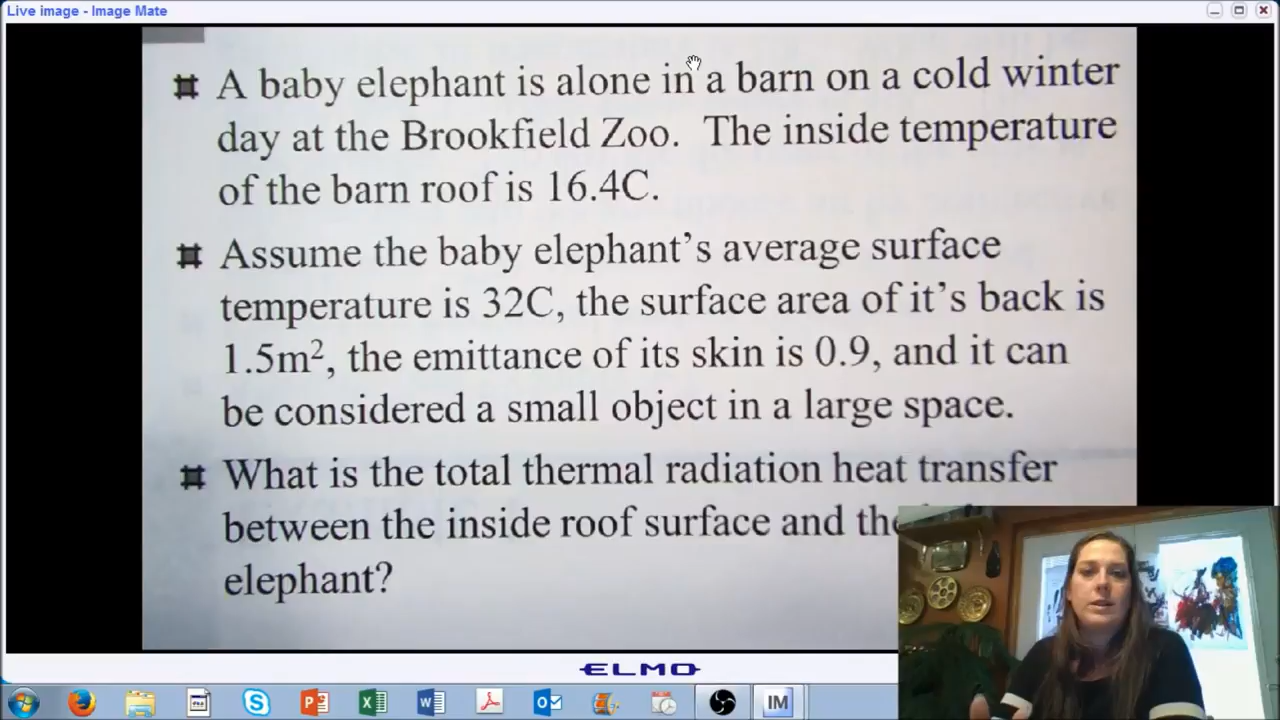 Live image - Image Mate
A baby elephant is alone in a barn on a cold winter
day at the Brookfield Zoo. The inside temperature
of the barn roof is 16.4C.
Assume the baby elephant's average surface
temperature is 32C, the surface area of it's back is
1.5m², the emittance of its skin is 0.9, and it can
be considered a small object in a large space.
What is the total thermal radiation heat transfer
between the inside roof surface and the
elephant?
ELMO
IM